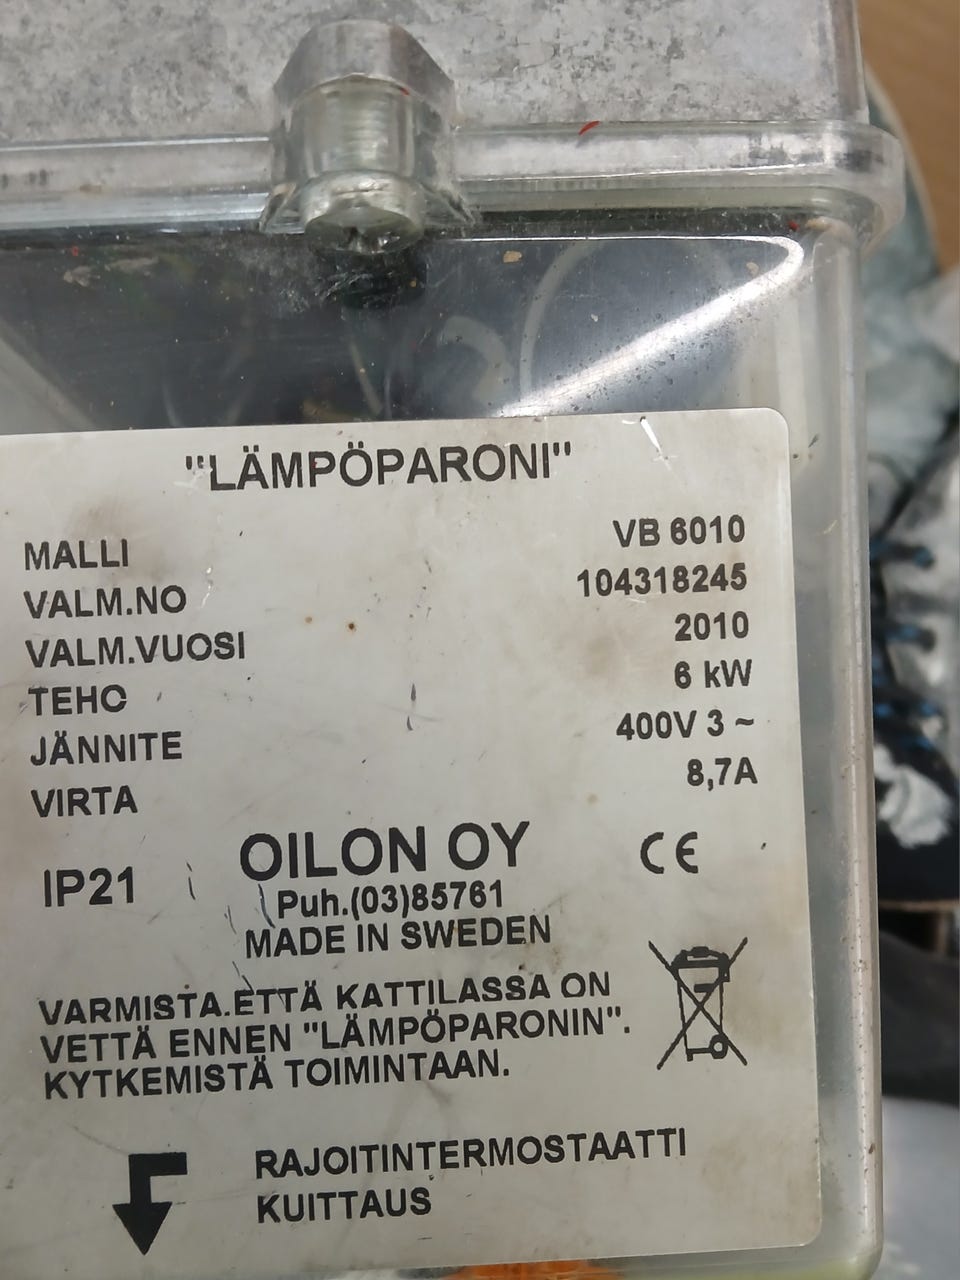 "LÄMPÖPARONI"
MALLI VB 6010
VALM.NO 104318245
VALM.VUOSI 2010
TEHO 6 kW
JÄNNITE 400V 3 ~
VIRTA 8,7A
IP21 OILON OY CE
Puh.(03)85761
MADE IN SWEDEN
VARMISTA.ETTÄ KATTILASSA ON
VETTÄ ENNEN "LÄMPÖPARONIN".
KYTKEMISTÄ TOIMINTAAN.
RAJOITINTERMOSTAATTI
KUITTAUS